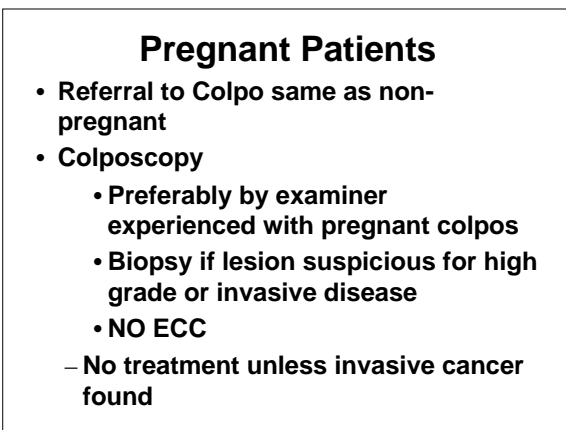 Pregnant Patients
• Referral to Colpo same as non-
pregnant
• Colposcopy
• Preferably by examiner
experienced with pregnant colpos
• Biopsy if lesion suspicious for high
grade or invasive disease
• NO ECC
– No treatment unless invasive cancer
found